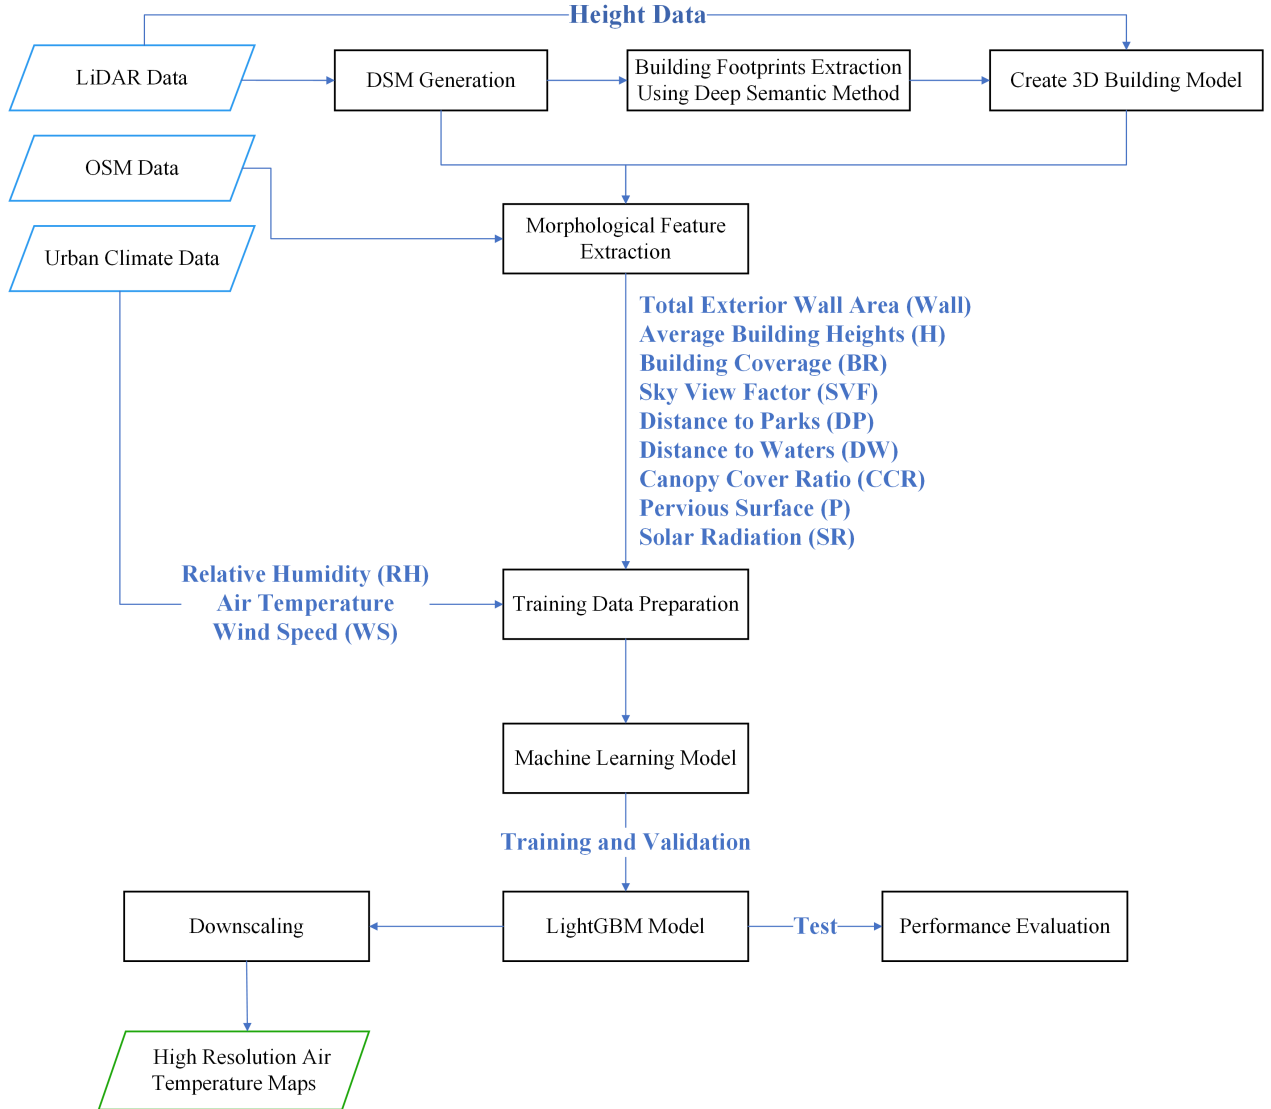 Height Data
LiDAR Data
DSM Generation
Building Footprints Extraction
Using Deep Semantic Method
Create 3D Building Model
OSM Data
Morphological Feature
Extraction
Urban Climate Data
Total Exterior Wall Area (Wall)
Average Building Heights (H)
Building Coverage (BR)
Sky View Factor (SVF)
Distance to Parks (DP)
Distance to Waters (DW)
Canopy Cover Ratio (CCR)
Pervious Surface (P)
Solar Radiation (SR)
Relative Humidity (RH)
Air Temperature
Wind Speed (WS)
Training Data Preparation
Machine Learning Model
Training and Validation
Downscaling
LightGBM Model
Test
Performance Evaluation
High Resolution Air
Temperature Maps